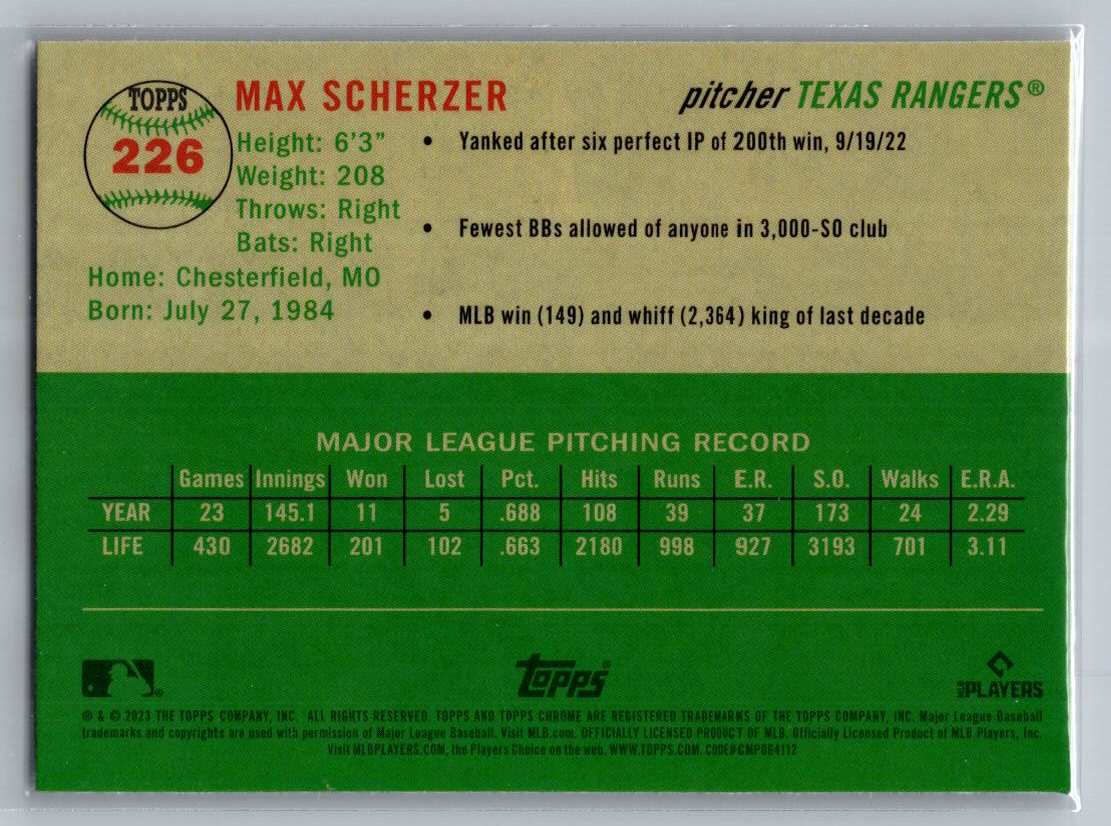 TOPPS
226
MAX SCHERZER
pitcher TEXAS RANGERS®
Height: 6'3"
Weight: 208
Throws: Right
Bats: Right
Home: Chesterfield, MO
Born: July 27, 1984
• Yanked after six perfect IP of 200th win, 9/19/22
• Fewest BBs allowed of anyone in 3,000-SO club
• MLB win (149) and whiff (2,364) king of last decade
MAJOR LEAGUE PITCHING RECORD
Games Innings Won Lost Pct. Hits Runs E.R. S.O. Walks E.R.A.
YEAR 23 145.1 11 5 .688 108 39 37 173 24 2.29
LIFE 430 2682 201 102 .663 2180 998 927 3193 701 3.11
topps®
MLB PLAYERS
® & © 2023 THE TOPPS COMPANY, INC. ALL RIGHTS RESERVED. TOPPS AND TOPPS CHROME ARE REGISTERED TRADEMARKS OF THE TOPPS COMPANY, INC. Major League Baseball
trademarks and copyrights are used with permission of Major League Baseball. Visit MLB.com. OFFICIALLY LICENSED PRODUCT OF MLB. Officially Licensed Product of MLB Players, Inc.
Visit MLBPLAYERS.COM, the Players Choice on the web. WWW.TOPPS.COM. CODE#CMP084112